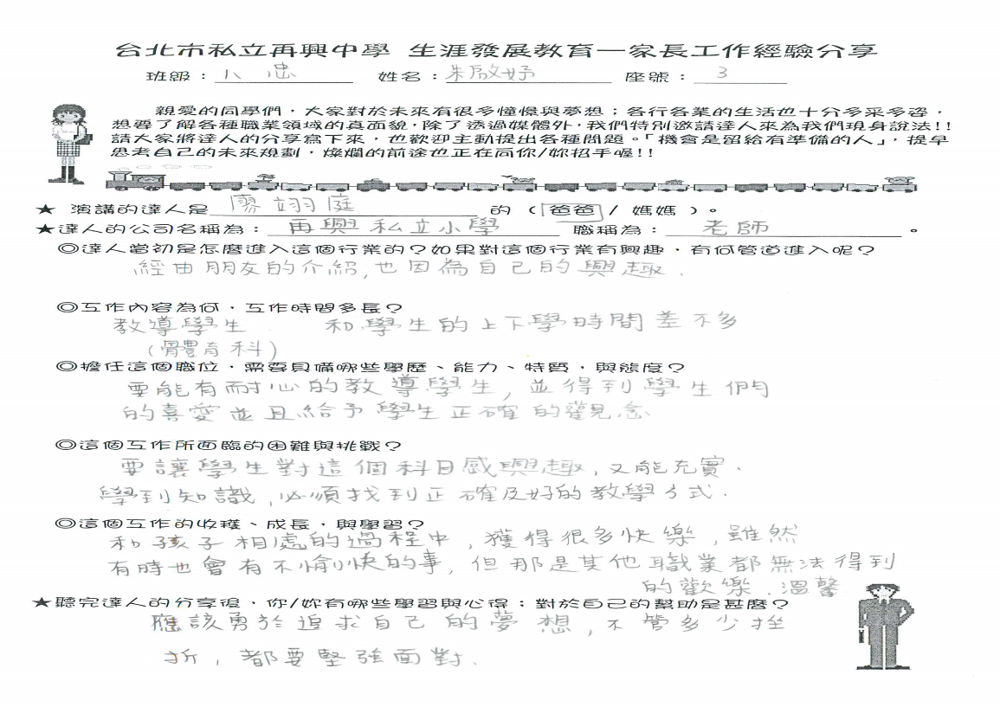 台北市私立再興中學 生涯發展教育—家長工作經驗分享
班級：八忠 姓名：朱啟妤 座號：3
親愛的同學們，大家對於未來有很多憧憬與夢想；各行各業的生活也十分多采多姿，
想要了解各種職業領域的真面貌，除了透過媒體外，我們特別邀請達人來為我們現身說法!!
請大家將達人的分享寫下來，也歡迎主動提出各種問題。「機會是留給有準備的人」，提早
思考自己的未來規劃，燦爛的前途也正在向你/妳招手喔!!
★ 演講的達人是廖翊庭 的（爸爸/媽媽）。
★達人的公司名稱為：再興私立小學 職稱為：老師。
◎達人當初是怎麼進入這個行業的？如果對這個行業有興趣，有何管道進入呢？
經由朋友的介紹，也因為自己的興趣．
◎工作內容為何，工作時間多長？
教導學生 和學生的上下學時間差不多
(體育科)
◎擔任這個職位，需要具備哪些學歷、能力、特質，與態度？
要能有耐心的教導學生，並得到學生們
的喜愛並且給予學生正確的觀念
◎這個工作所面臨的困難與挑戰？
要讓學生對這個科目感興趣，又能充實．
學到知識，必須找到正確及好的教學方式．
◎這個工作的收穫、成長，與學習？
和孩子相處的過程中，獲得很多快樂，雖然
有時也會有不愉快的事，但那是其他職業都無法得到
的歡樂．溫馨
★聽完達人的分享後，你/妳有哪些學習與心得；對於自己的幫助是甚麼？
應該勇於追求自己的夢想，不管多少挫
折，都要堅強面對．